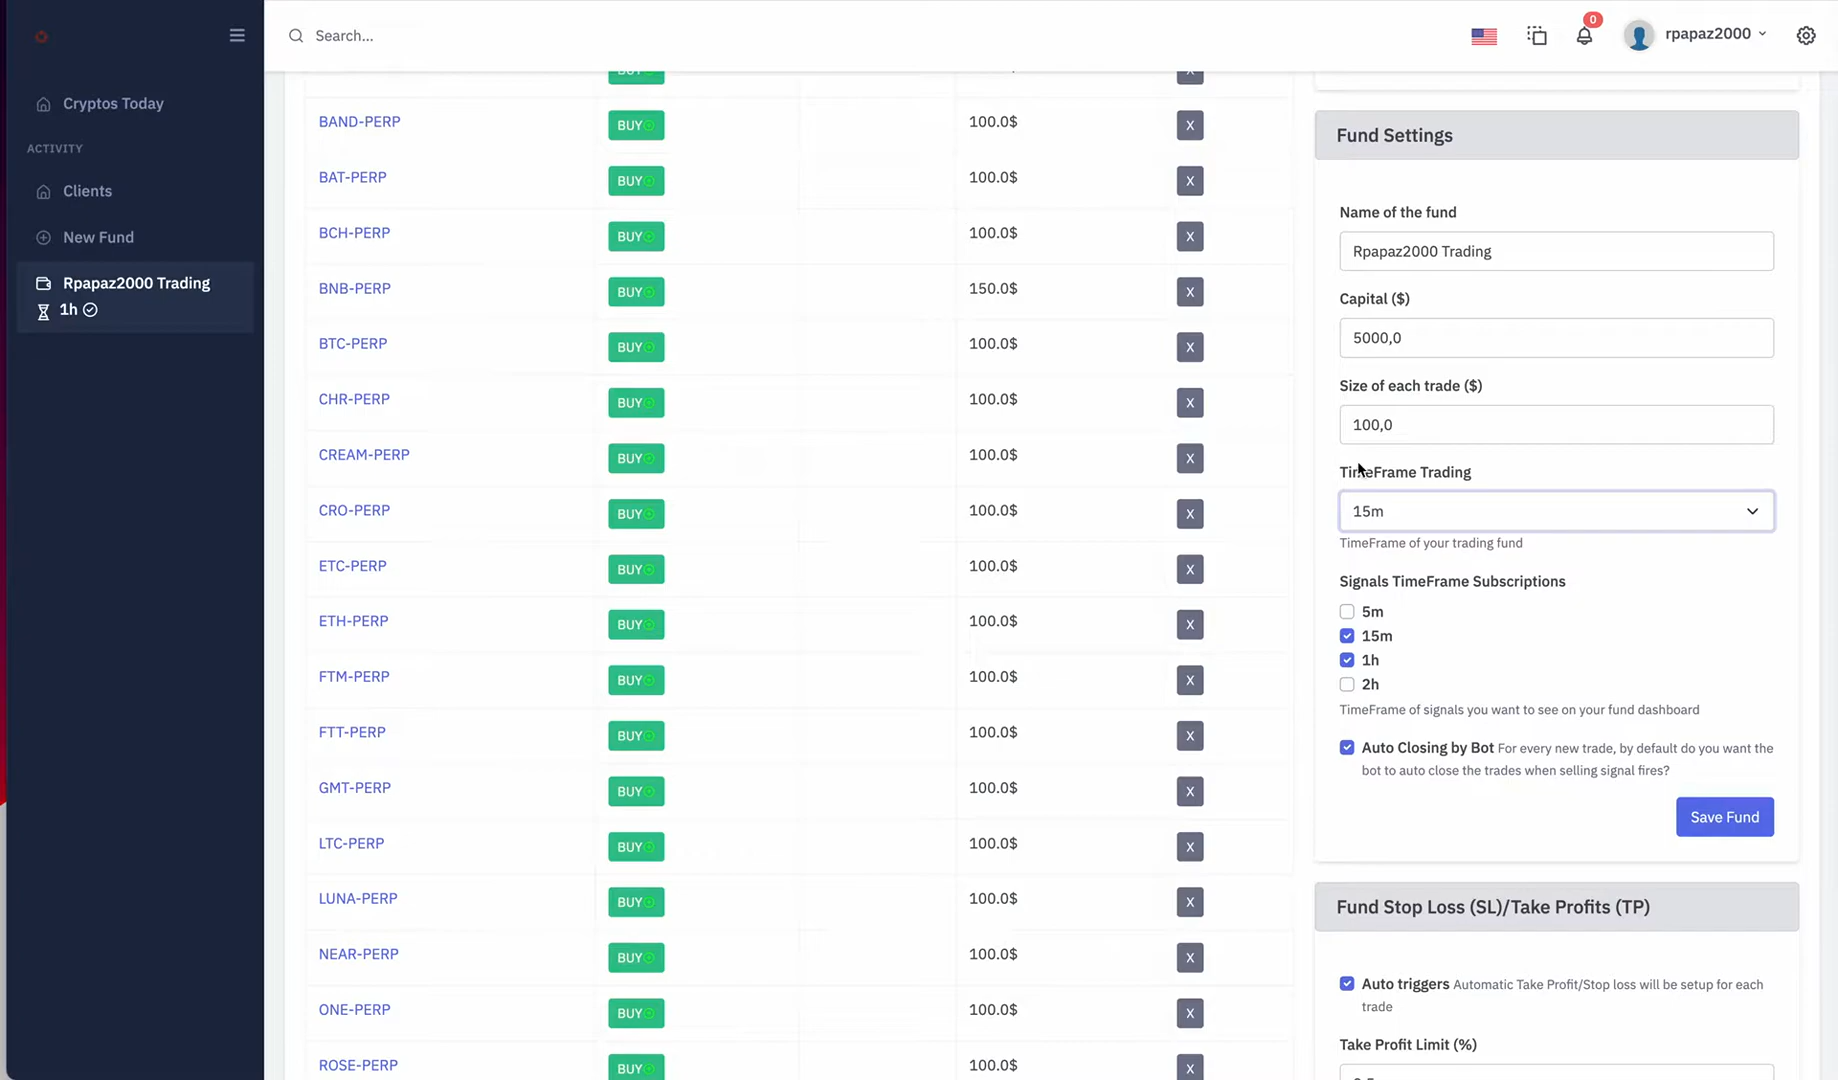 Search...
0
rpapaz2000
Cryptos Today
ACTIVITY
Clients
New Fund
Rpapaz2000 Trading
1h
BAND-PERP BUY 100.0$ X
BAT-PERP BUY 100.0$ X
BCH-PERP BUY 100.0$ X
BNB-PERP BUY 150.0$ X
BTC-PERP BUY 100.0$ X
CHR-PERP BUY 100.0$ X
CREAM-PERP BUY 100.0$ X
CRO-PERP BUY 100.0$ X
ETC-PERP BUY 100.0$ X
ETH-PERP BUY 100.0$ X
FTM-PERP BUY 100.0$ X
FTT-PERP BUY 100.0$ X
GMT-PERP BUY 100.0$ X
LTC-PERP BUY 100.0$ X
LUNA-PERP BUY 100.0$ X
NEAR-PERP BUY 100.0$ X
ONE-PERP BUY 100.0$ X
ROSE-PERP BUY 100.0$ X
Fund Settings
Name of the fund
Rpapaz2000 Trading
Capital ($)
5000,0
Size of each trade ($)
100,0
TimeFrame Trading
15m
TimeFrame of your trading fund
Signals TimeFrame Subscriptions
5m
15m
1h
2h
TimeFrame of signals you want to see on your fund dashboard
Auto Closing by Bot For every new trade, by default do you want the
bot to auto close the trades when selling signal fires?
Save Fund
Fund Stop Loss (SL)/Take Profits (TP)
Auto triggers Automatic Take Profit/Stop loss will be setup for each
trade
Take Profit Limit (%)